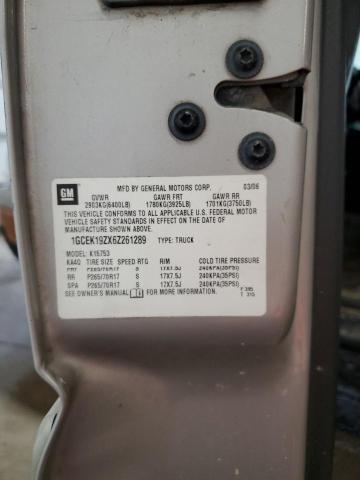 GM
MFD BY GENERAL MOTORS CORP. 03/06
GVWR GAWR FRT GAWR RR
2903KG(6400LB) 1780KG(3925LB) 1701KG(3750LB)
THIS VEHICLE CONFORMS TO ALL APPLICABLE U.S. FEDERAL MOTOR
VEHICLE SAFETY STANDARDS IN EFFECT ON THE DATE OF
MANUFACTURE SHOWN ABOVE.
1GCEK19ZX6Z261289 TYPE: TRUCK
MODEL: K15753
KA4O TIRE SIZE SPEED RTG RIM COLD TIRE PRESSURE
FRT P265/70R17 S 17X7.5J 240KPA(35PSI)
RR P265/70R17 S 17X7.5J 240KPA(35PSI)
SPA P265/70R17 S 17X7.5J 240KPA(35PSI)
SEE OWNER'S MANUAL F 395
T 315